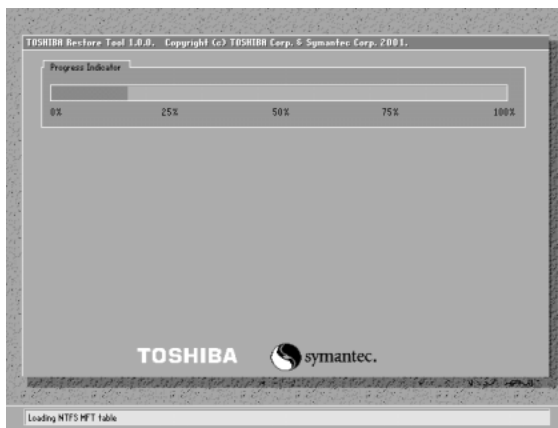 TOSHIBA Restore Tool 1.0.0. Copyright (c) TOSHIBA Corp. & Symantec Corp. 2001.
Progress Indicator
0% 25% 50% 75% 100%
TOSHIBA symantec.
Loading NTFS MFT table